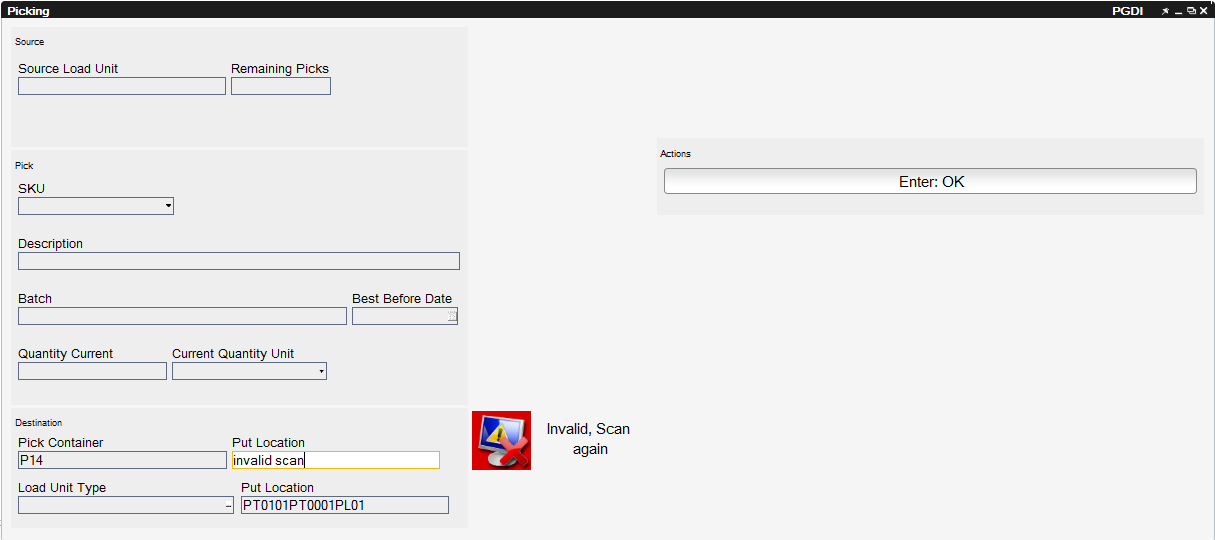 Picking PGDI
Source
Source Load Unit Remaining Picks
Pick
SKU
Description
Batch Best Before Date
Quantity Current Current Quantity Unit
Actions
Enter: OK
Destination
Pick Container Put Location
P14 invalid scan
Load Unit Type Put Location
PT0101PT0001PL01
Invalid, Scan
again